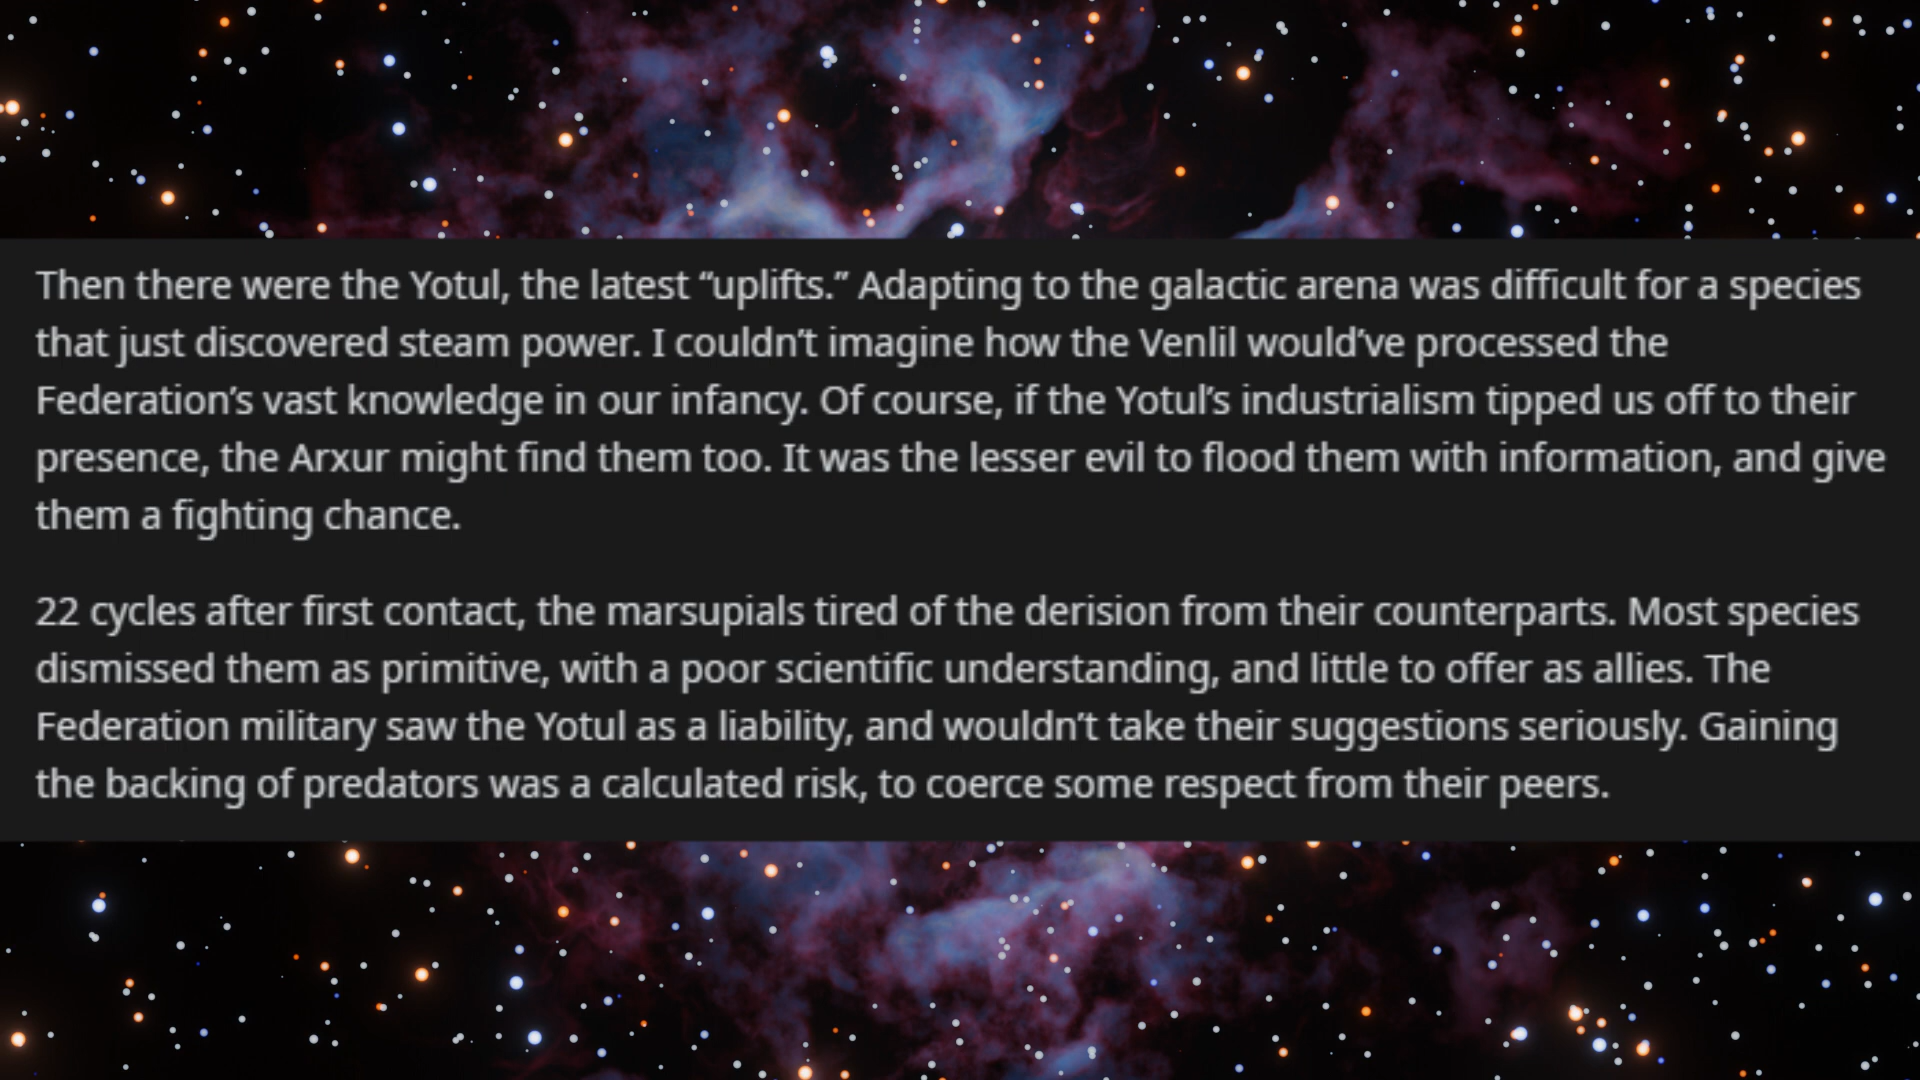 Then there were the Yotul, the latest “uplifts.” Adapting to the galactic arena was difficult for a species
that just discovered steam power. I couldn’t imagine how the Venlil would’ve processed the
Federation’s vast knowledge in our infancy. Of course, if the Yotul’s industrialism tipped us off to their
presence, the Arxur might find them too. It was the lesser evil to flood them with information, and give
them a fighting chance.
22 cycles after first contact, the marsupials tired of the derision from their counterparts. Most species
dismissed them as primitive, with a poor scientific understanding, and little to offer as allies. The
Federation military saw the Yotul as a liability, and wouldn’t take their suggestions seriously. Gaining
the backing of predators was a calculated risk, to coerce some respect from their peers.